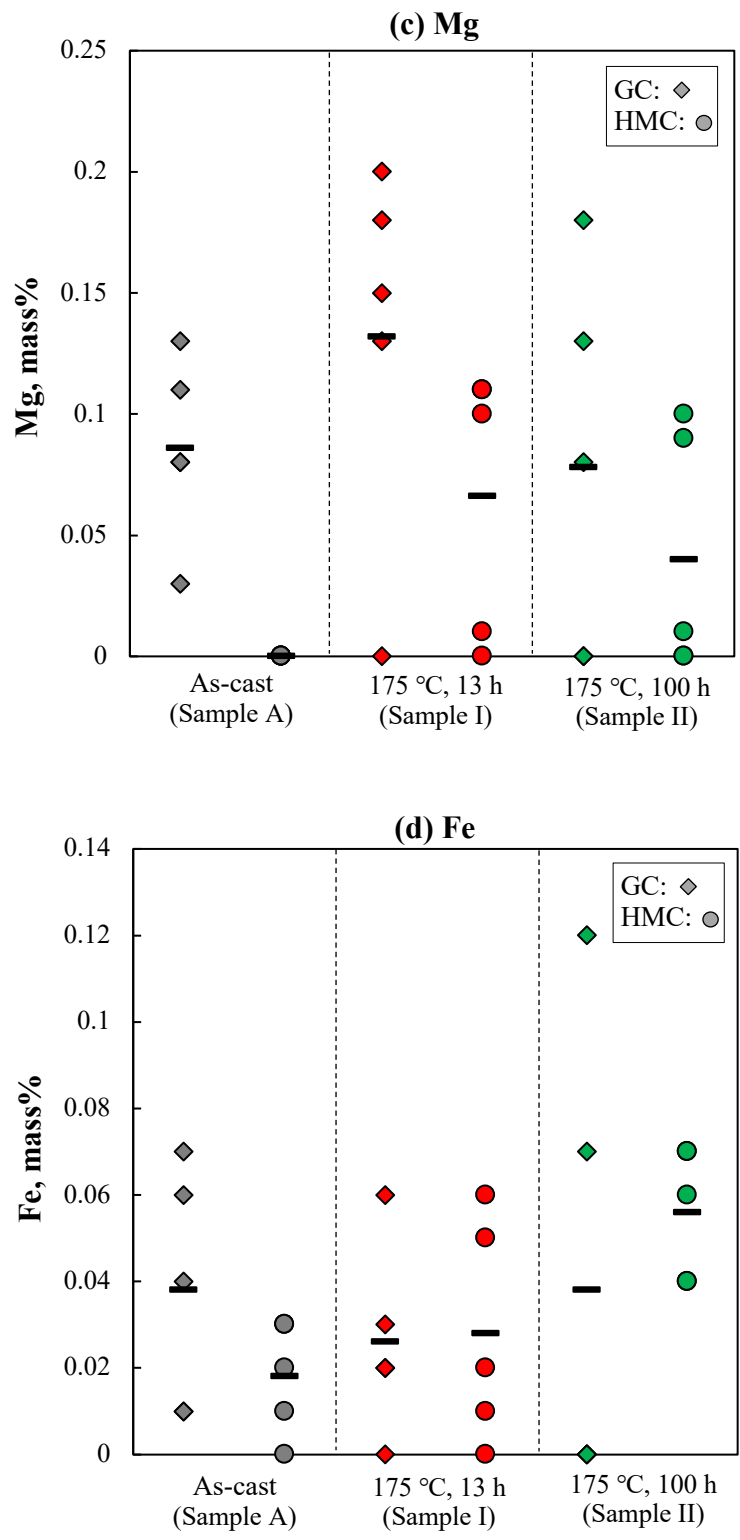 (c) Mg
0.25
GC:
HMC:
0.2
0.15
0.1
0.05
0
Mg, mass%
As-cast
(Sample A)
175 ℃, 13 h
(Sample I)
175 ℃, 100 h
(Sample II)
(d) Fe
0.14
GC:
HMC:
0.12
0.1
0.08
0.06
0.04
0.02
0
Fe, mass%
As-cast
(Sample A)
175 ℃, 13 h
(Sample I)
175 ℃, 100 h
(Sample II)